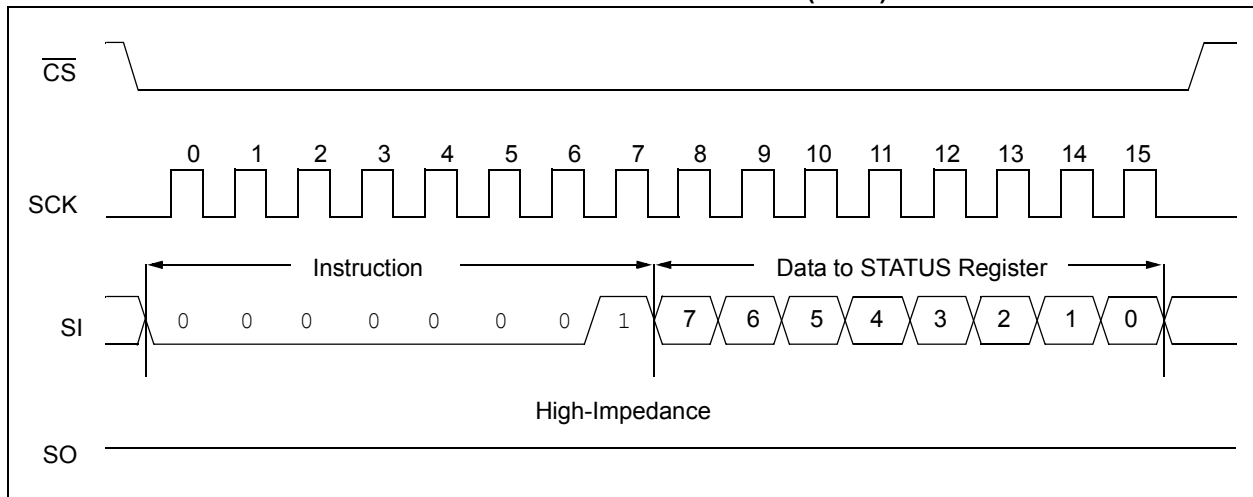 CS
0 1 2 3 4 5 6 7 8 9 10 11 12 13 14 15
SCK
Instruction Data to STATUS Register
SI 0 0 0 0 0 0 0 1 7 6 5 4 3 2 1 0
High-Impedance
SO